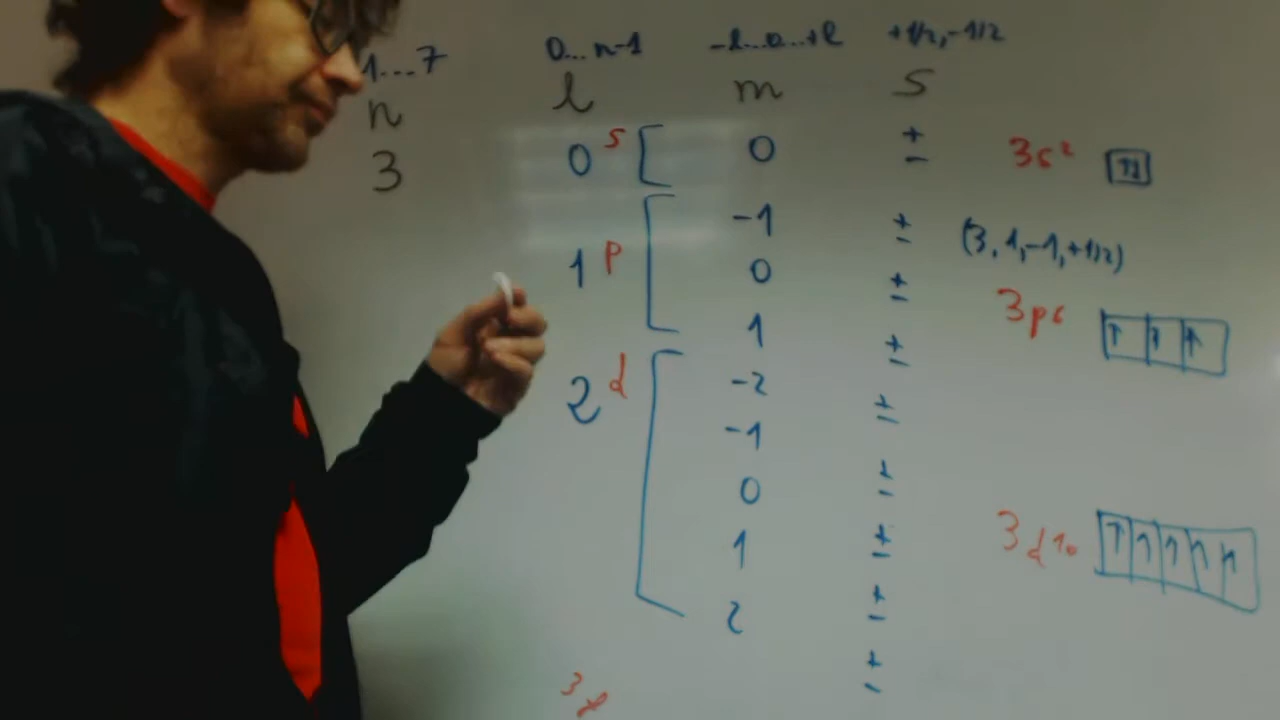 1...7 0...n-1 -l...0...+l +1/2,-1/2
n l m s
3 0 s [ 0 ± 3s² ↑↓
-1 ± (3,1,-1,+1/2)
1 p [ 0 ±
1 ± 3p6 ↑ ↑ ↑
-2 ±
2 d [ -1 ±
0 ± 3d10 ↑ ↑ ↑ ↑ ↑
1 ±
2 ±
±
3